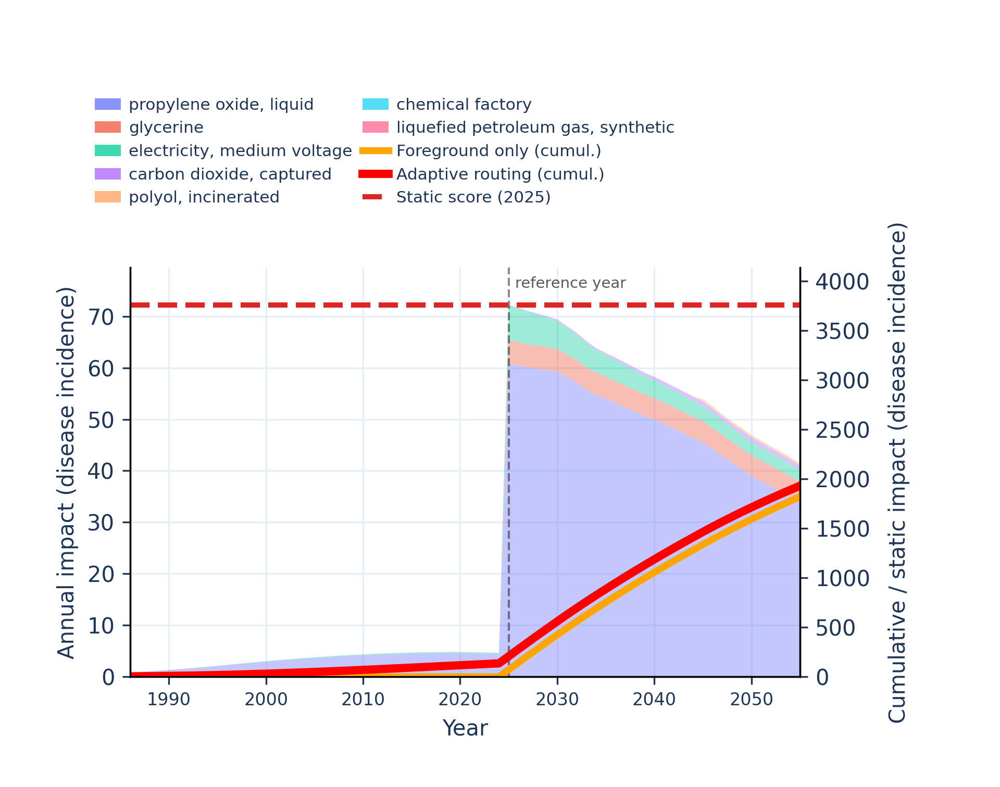 propylene oxide, liquid
glycerine
electricity, medium voltage
carbon dioxide, captured
polyol, incinerated
chemical factory
liquefied petroleum gas, synthetic
Foreground only (cumul.)
Adaptive routing (cumul.)
Static score (2025)
reference year
Annual impact (disease incidence)
70
60
50
40
30
20
10
0
4000
3500
3000
2500
2000
1500
1000
500
0
Cumulative / static impact (disease incidence)
1990 2000 2010 2020 2030 2040 2050
Year